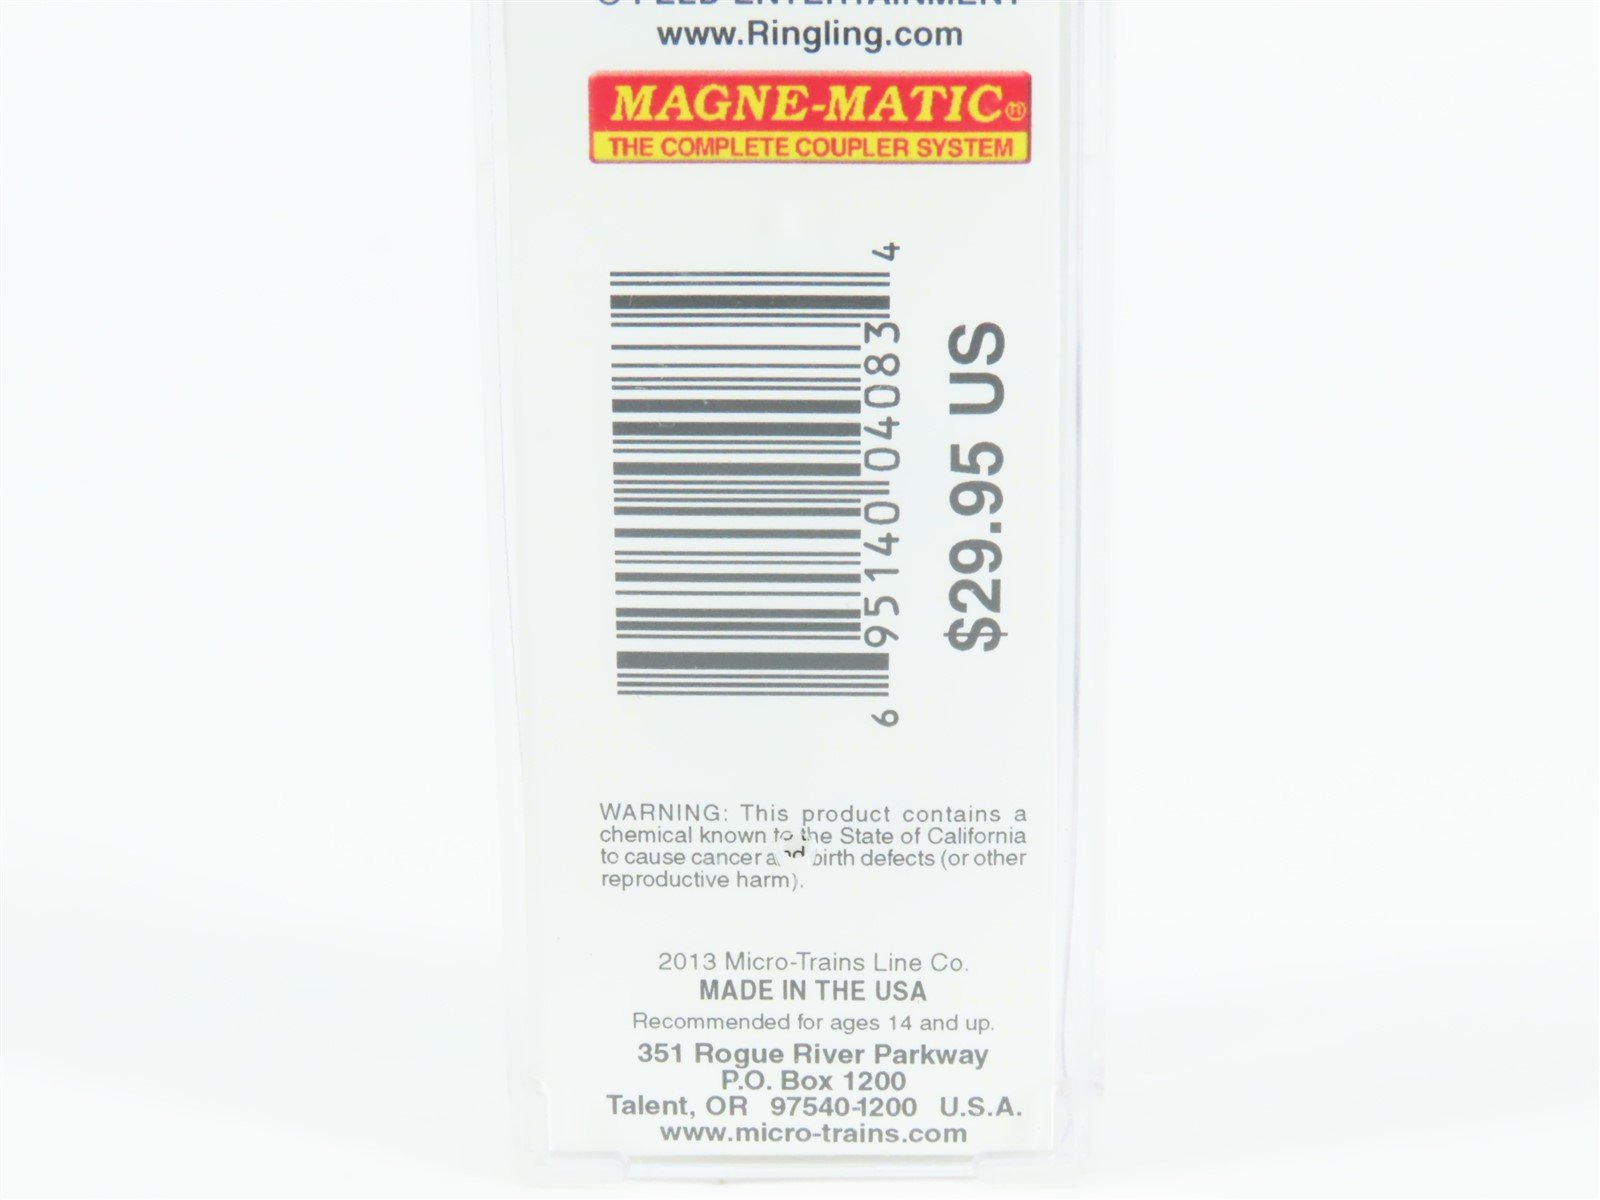 © FELD ENTERTAINMENT
www.Ringling.com
MAGNE-MATIC®
THE COMPLETE COUPLER SYSTEM
6 95140 04083 4
$29.95 US
WARNING: This product contains a
chemical known to the State of California
to cause cancer and birth defects (or other
reproductive harm).
2013 Micro-Trains Line Co.
MADE IN THE USA
Recommended for ages 14 and up.
351 Rogue River Parkway
P.O. Box 1200
Talent, OR 97540-1200 U.S.A.
www.micro-trains.com